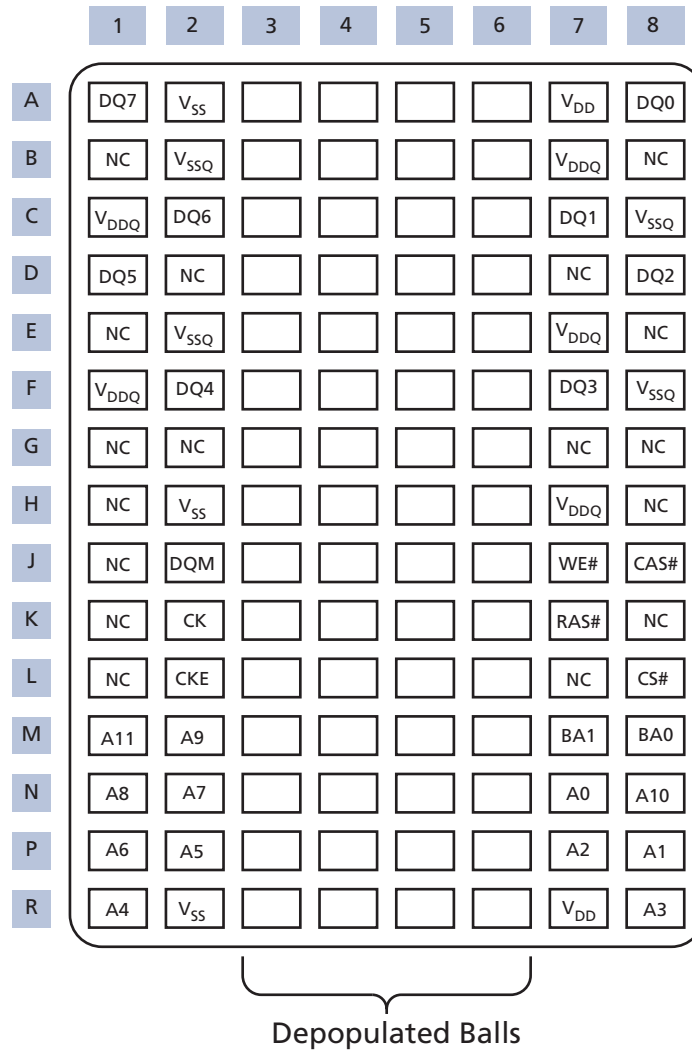 1 2 3 4 5 6 7 8
A DQ7 VSS VDD DQ0
B NC VSSQ VDDQ NC
C VDDQ DQ6 DQ1 VSSQ
D DQ5 NC NC DQ2
E NC VSSQ VDDQ NC
F VDDQ DQ4 DQ3 VSSQ
G NC NC NC NC
H NC VSS VDDQ NC
J NC DQM WE# CAS#
K NC CK RAS# NC
L NC CKE NC CS#
M A11 A9 BA1 BA0
N A8 A7 A0 A10
P A6 A5 A2 A1
R A4 VSS VDD A3
Depopulated Balls